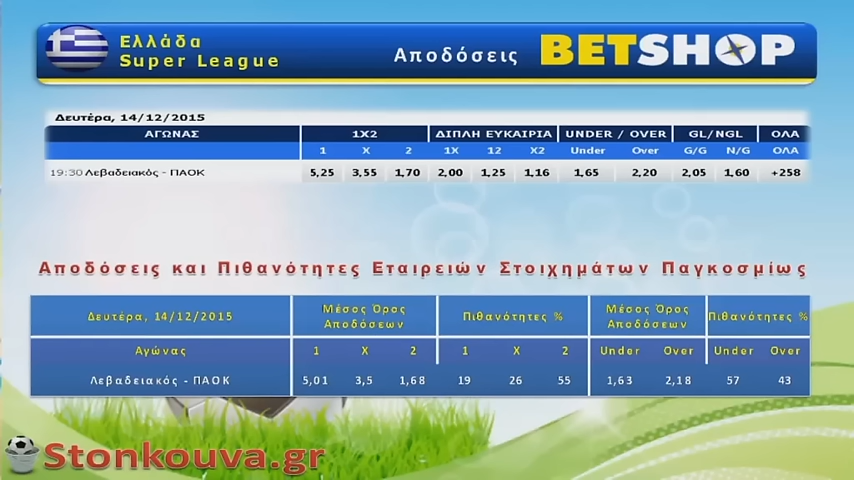 Ελλάδα
Super League
Αποδόσεις BETSHOP
Δευτέρα, 14/12/2015
ΑΓΩΝΑΣ 1X2 ΔΙΠΛΗ ΕΥΚΑΙΡΙΑ UNDER / OVER GL/NGL ΟΛΑ
1 X 2 1X 12 X2 Under Over G/G N/G ΟΛΑ
19:30 Λεβαδειακός - ΠΑΟΚ 5,25 3,55 1,70 2,00 1,25 1,16 1,65 2,20 2,05 1,60 +258
Αποδόσεις και Πιθανότητες Εταιρειών Στοιχημάτων Παγκοσμίως
Δευτέρα, 14/12/2015 Μέσος Όρος Αποδόσεων Πιθανότητες % Μέσος Όρος Αποδόσεων Πιθανότητες %
Αγώνας 1 X 2 1 X 2 Under Over Under Over
Λεβαδειακός - ΠΑΟΚ 5,01 3,5 1,68 19 26 55 1,63 2,18 57 43
Stonkouva.gr